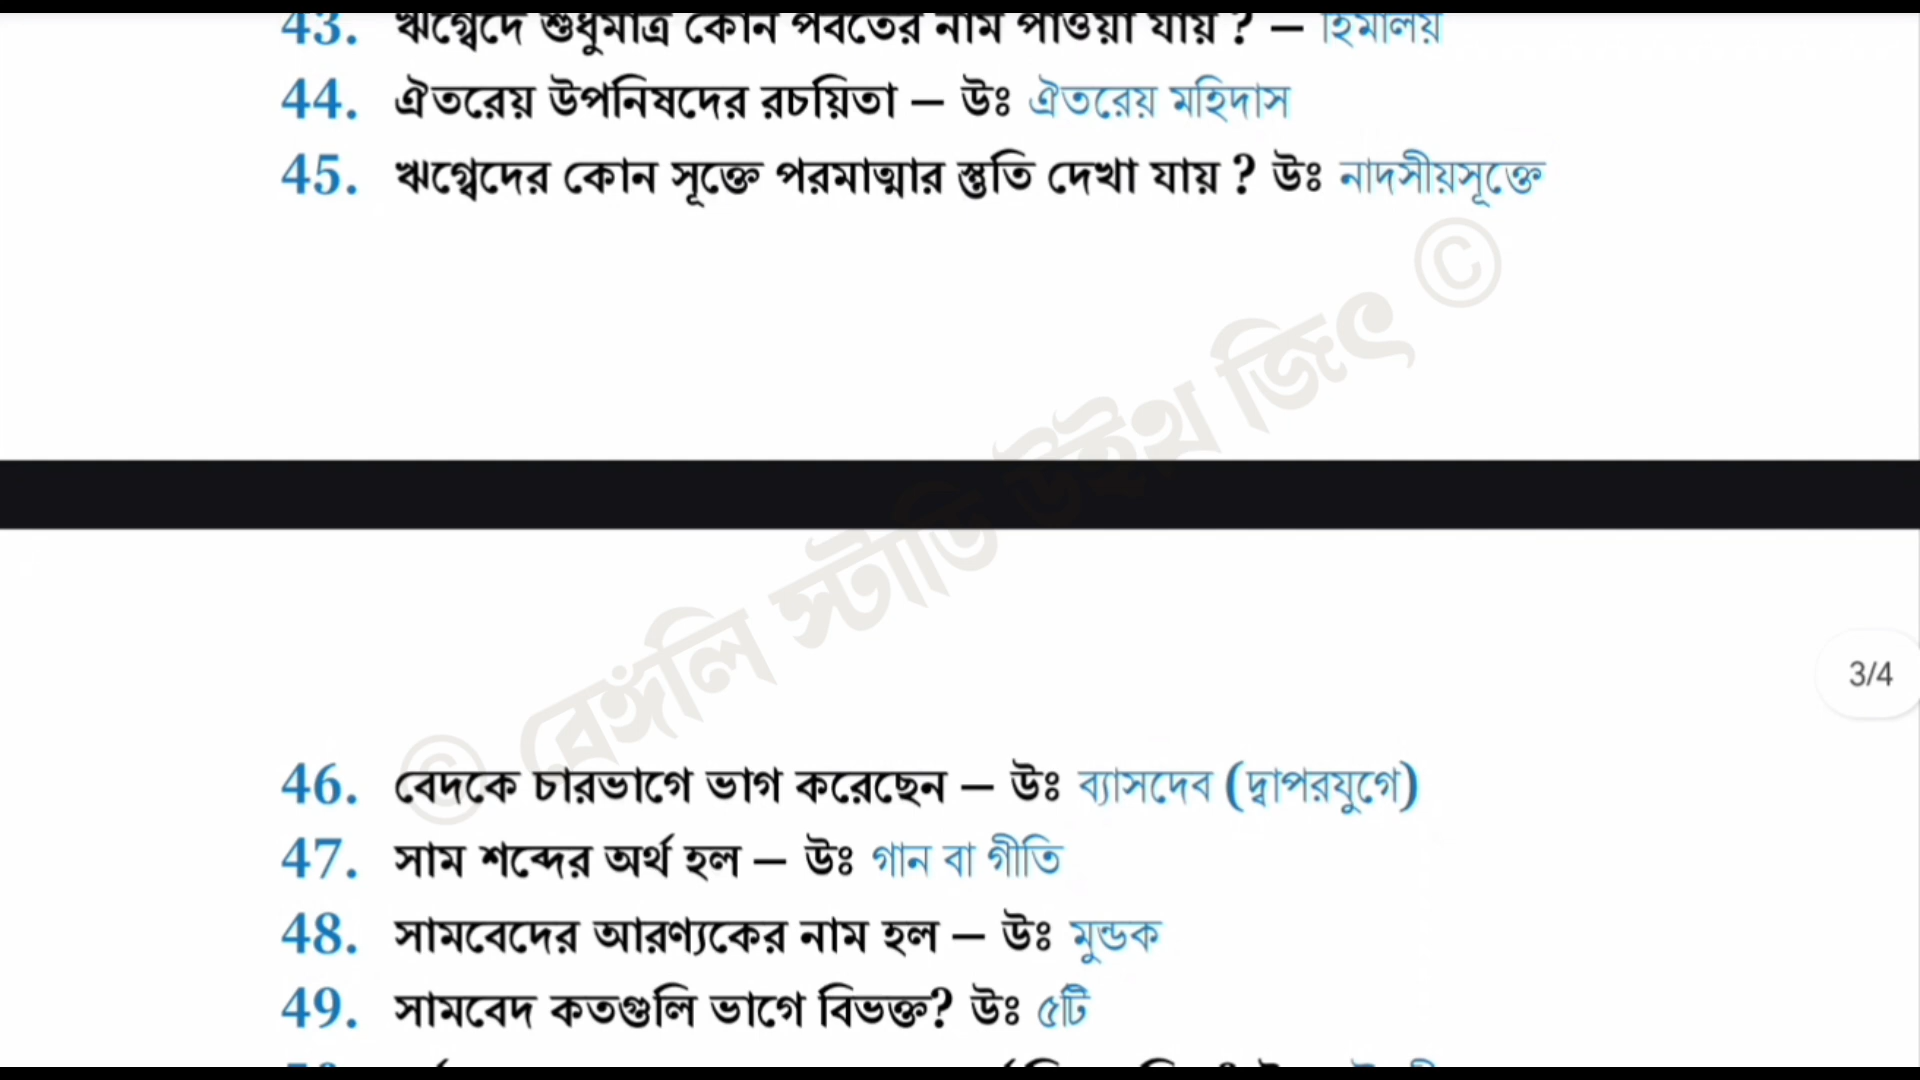 43. ঋগ্বেদে শুধুমাত্র কোন পর্বতের নাম পাওয়া যায় ? – হিমালয়
44. ঐতরেয় উপনিষদের রচয়িতা – উঃ ঐতরেয় মহিদাস
45. ঋগ্বেদের কোন সূক্তে পরমাত্মার স্তুতি দেখা যায় ? উঃ নাদসীয়সূক্তে
© বেঙ্গলি স্টাডি উইথ জিৎ ©
3/4
46. বেদকে চারভাগে ভাগ করেছেন – উঃ ব্যাসদেব (দ্বাপরযুগে)
47. সাম শব্দের অর্থ হল – উঃ গান বা গীতি
48. সামবেদের আরণ্যকের নাম হল – উঃ মুন্ডক
49. সামবেদ কতগুলি ভাগে বিভক্ত? উঃ ৫টি